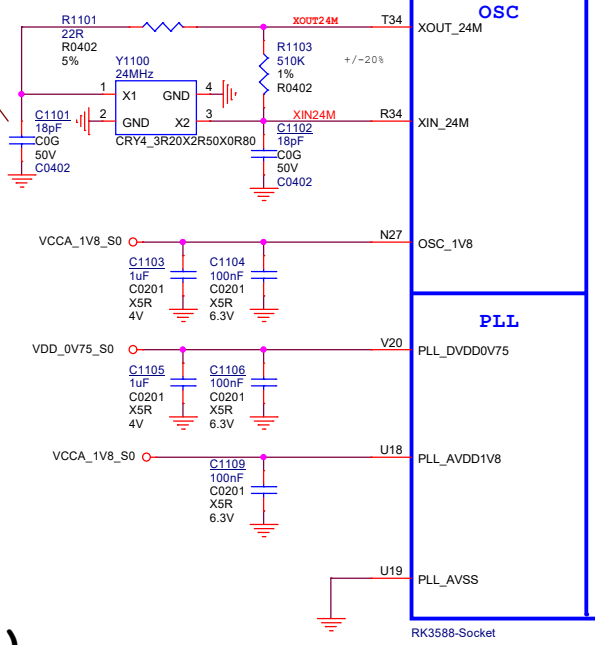 OSC
R1101
22R
R0402
5%
XOUT24M
T34
XOUT_24M
R1103
510K
1%
R0402
+/-20%
Y1100
24MHz
1
X1
GND
4
2
GND
X2
3
CRY4_3R20X2R50X0R80
C1101
18pF
C0G
50V
C0402
XIN24M
R34
XIN_24M
C1102
18pF
C0G
50V
C0402
VCCA_1V8_S0
N27
OSC_1V8
C1103
1uF
C0201
X5R
4V
C1104
100nF
C0201
X5R
6.3V
PLL
VDD_0V75_S0
V20
PLL_DVDD0V75
C1105
1uF
C0201
X5R
4V
C1106
100nF
C0201
X5R
6.3V
VCCA_1V8_S0
U18
PLL_AVDD1V8
C1109
100nF
C0201
X5R
6.3V
U19
PLL_AVSS
RK3588-Socket